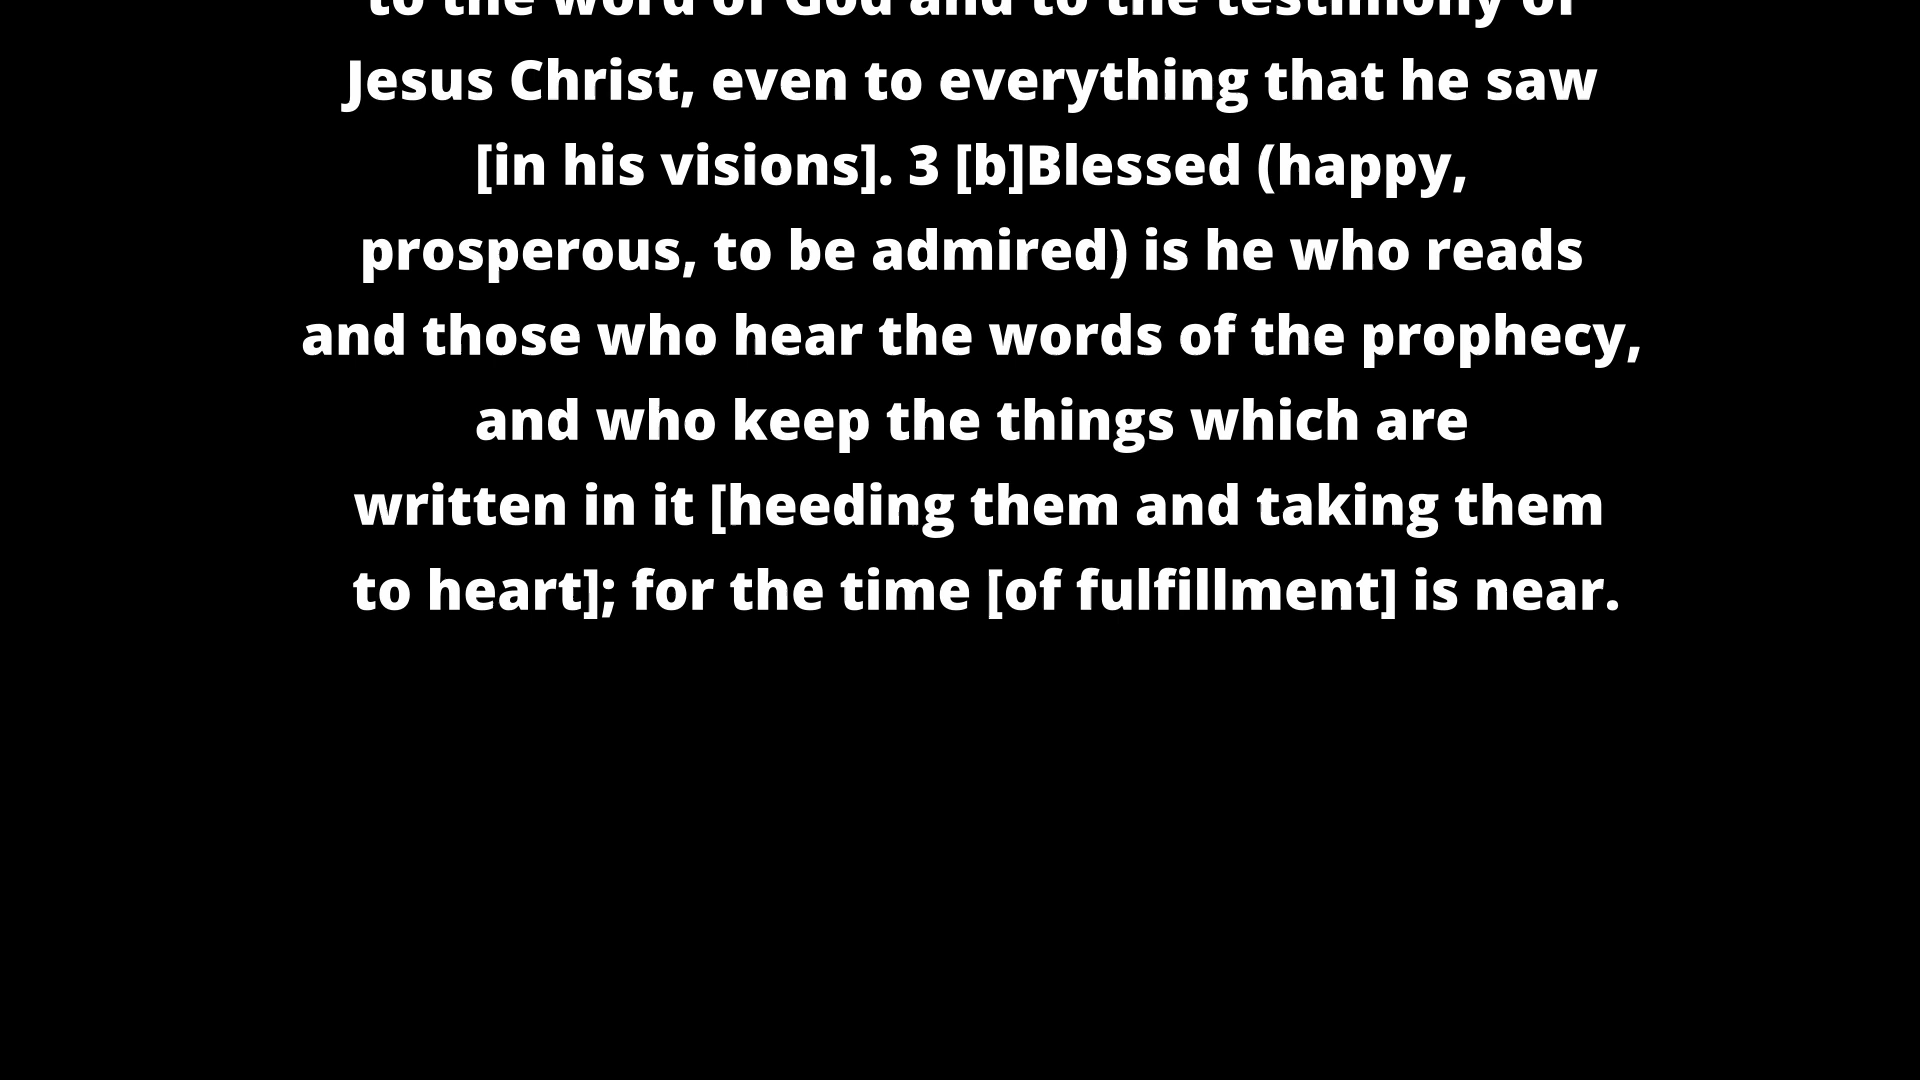 to the word of God and to the testimony of
Jesus Christ, even to everything that he saw
[in his visions]. 3 [b]Blessed (happy,
prosperous, to be admired) is he who reads
and those who hear the words of the prophecy,
and who keep the things which are
written in it [heeding them and taking them
to heart]; for the time [of fulfillment] is near.